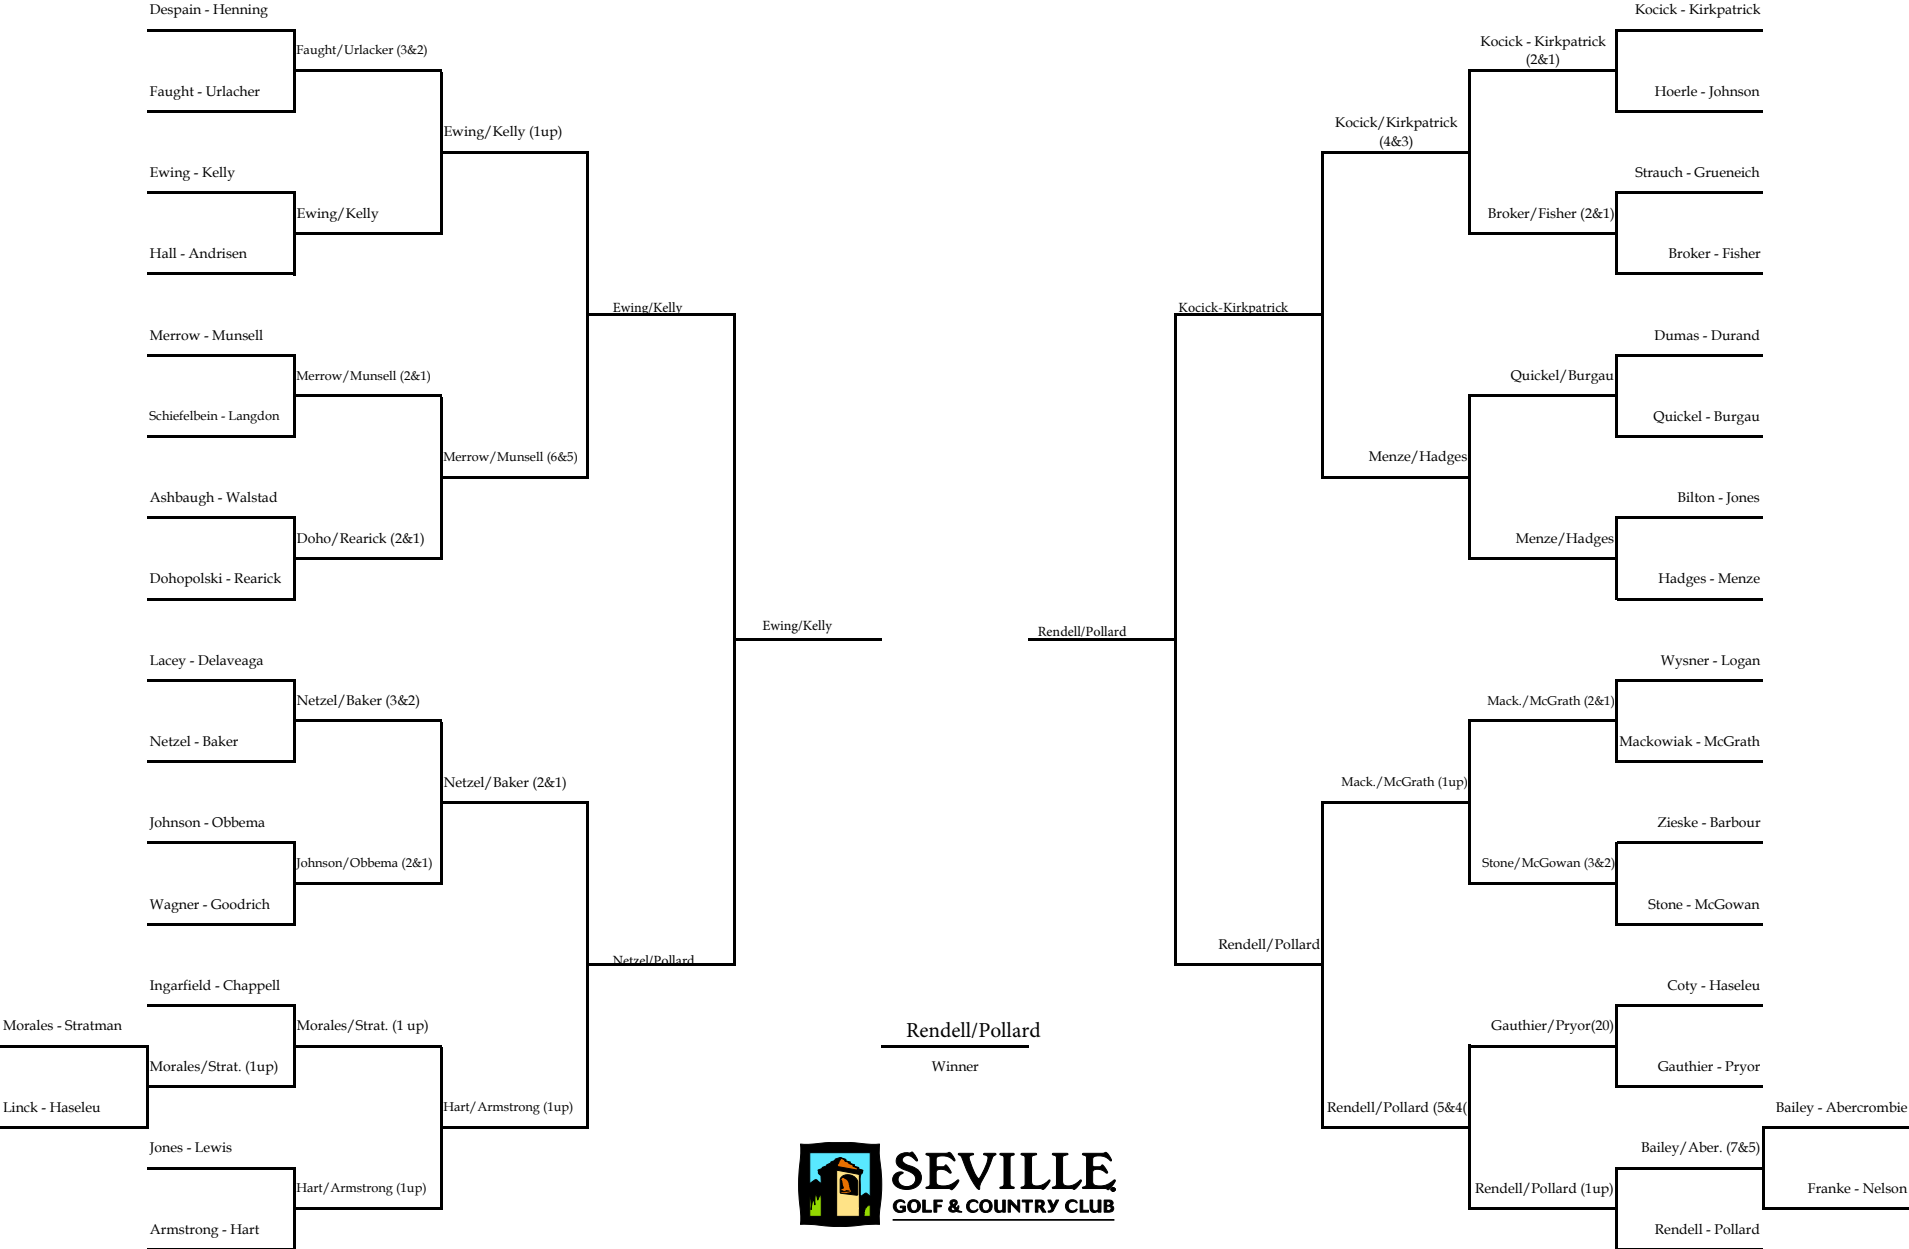 Despain - Henning
Faught/Urlacker (3&2)
Faught - Urlacher
Ewing/Kelly (1up)
Ewing - Kelly
Ewing/Kelly
Hall - Andrisen
Ewing/Kelly
Merrow - Munsell
Merrow/Munsell (2&1)
Schiefelbein - Langdon
Merrow/Munsell (6&5)
Ashbaugh - Walstad
Doho/Rearick (2&1)
Dohopolski - Rearick
Ewing/Kelly
Lacey - Delaveaga
Netzel/Baker (3&2)
Netzel - Baker
Netzel/Baker (2&1)
Johnson - Obbema
Johnson/Obbema (2&1)
Wagner - Goodrich
Netzel/Pollard
Ingarfield - Chappell
Morales - Stratman
Morales/Strat. (1 up)
Morales/Strat. (1up)
Linck - Haseleu
Hart/Armstrong (1up)
Jones - Lewis
Hart/Armstrong (1up)
Armstrong - Hart
Kocick - Kirkpatrick
Kocick - Kirkpatrick
(2&1)
Hoerle - Johnson
Kocick/Kirkpatrick
(4&3)
Strauch - Grueneich
Broker/Fisher (2&1)
Broker - Fisher
Kocick-Kirkpatrick
Dumas - Durand
Quickel/Burgau
Quickel - Burgau
Menze/Hadges
Bilton - Jones
Menze/Hadges
Hadges - Menze
Rendell/Pollard
Wysner - Logan
Mack./McGrath (2&1)
Mackowiak - McGrath
Mack./McGrath (1up)
Zieske - Barbour
Stone/McGowan (3&2)
Stone - McGowan
Rendell/Pollard
Coty - Haseleu
Gauthier/Pryor(20)
Gauthier - Pryor
Rendell/Pollard (5&4(
Bailey - Abercrombie
Bailey/Aber. (7&5)
Rendell/Pollard (1up)
Franke - Nelson
Rendell - Pollard
Rendell/Pollard
Winner
SEVILLE
GOLF & COUNTRY CLUB